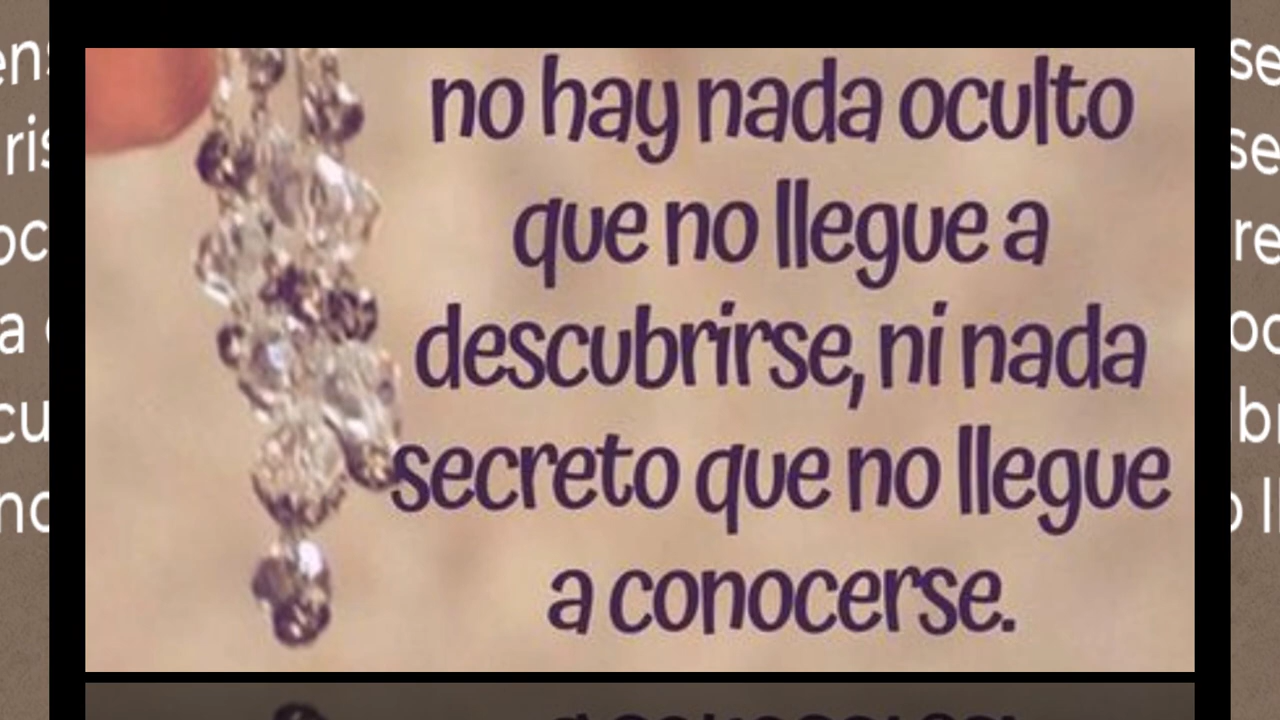 no hay nada oculto
que no llegue a
descubrirse, ni nada
secreto que no llegue
a conocerse.